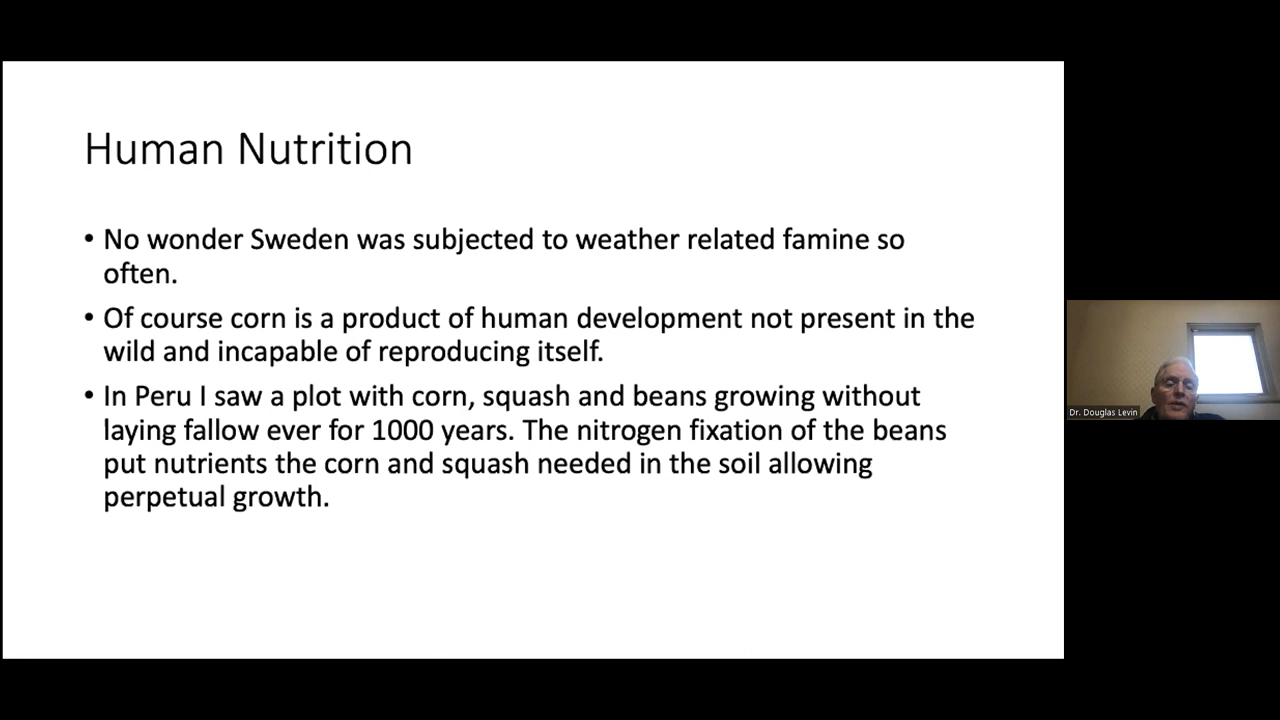 Human Nutrition
• No wonder Sweden was subjected to weather related famine so
often.
• Of course corn is a product of human development not present in the
wild and incapable of reproducing itself.
• In Peru I saw a plot with corn, squash and beans growing without
laying fallow ever for 1000 years. The nitrogen fixation of the beans
put nutrients the corn and squash needed in the soil allowing
perpetual growth.
Dr. Douglas Levin